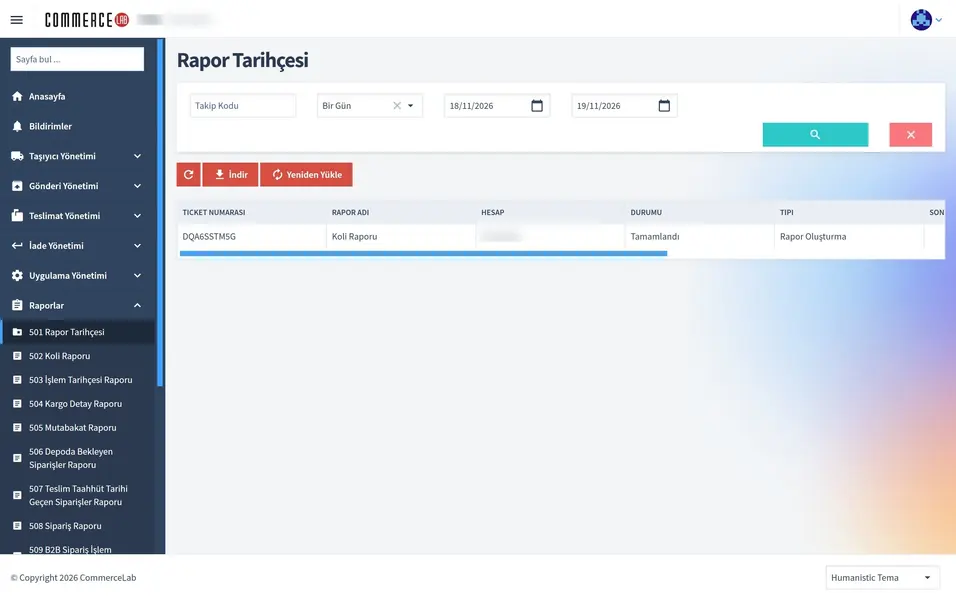 COMMERCE LAB
Sayfa bul ...
Anasayfa
Bildirimler
Taşıyıcı Yönetimi
Gönderi Yönetimi
Teslimat Yönetimi
İade Yönetimi
Uygulama Yönetimi
Raporlar
501 Rapor Tarihçesi
502 Koli Raporu
503 İşlem Tarihçesi Raporu
504 Kargo Detay Raporu
505 Mutabakat Raporu
506 Depoda Bekleyen
Siparişler Raporu
507 Teslim Taahhüt Tarihi
Geçen Siparişler Raporu
508 Sipariş Raporu
509 B2B Sipariş İşlem
Rapor Tarihçesi
Takip Kodu
Bir Gün
18/11/2026
19/11/2026
İndir
Yeniden Yükle
TICKET NUMARASI RAPOR ADI HESAP DURUMU TIPI SON
DQA6SSTM5G Koli Raporu Tamamlandı Rapor Oluşturma
© Copyright 2026 CommerceLab
Humanistic Tema